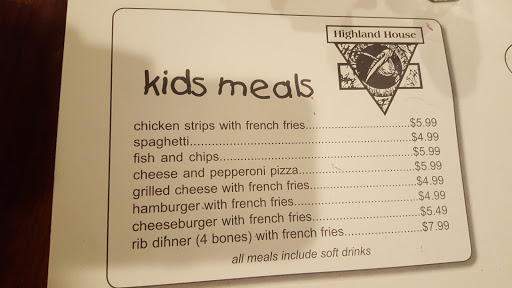 Highland House
kids meals
chicken strips with french fries..............................$5.99
spaghetti..............................................................$4.99
fish and chips.......................................................$5.99
cheese and pepperoni pizza.................................$5.99
grilled cheese with french fries..............................$4.99
hamburger with french fries...................................$4.99
cheeseburger with french fries...............................$5.49
rib dinner (4 bones) with french fries......................$7.99
all meals include soft drinks